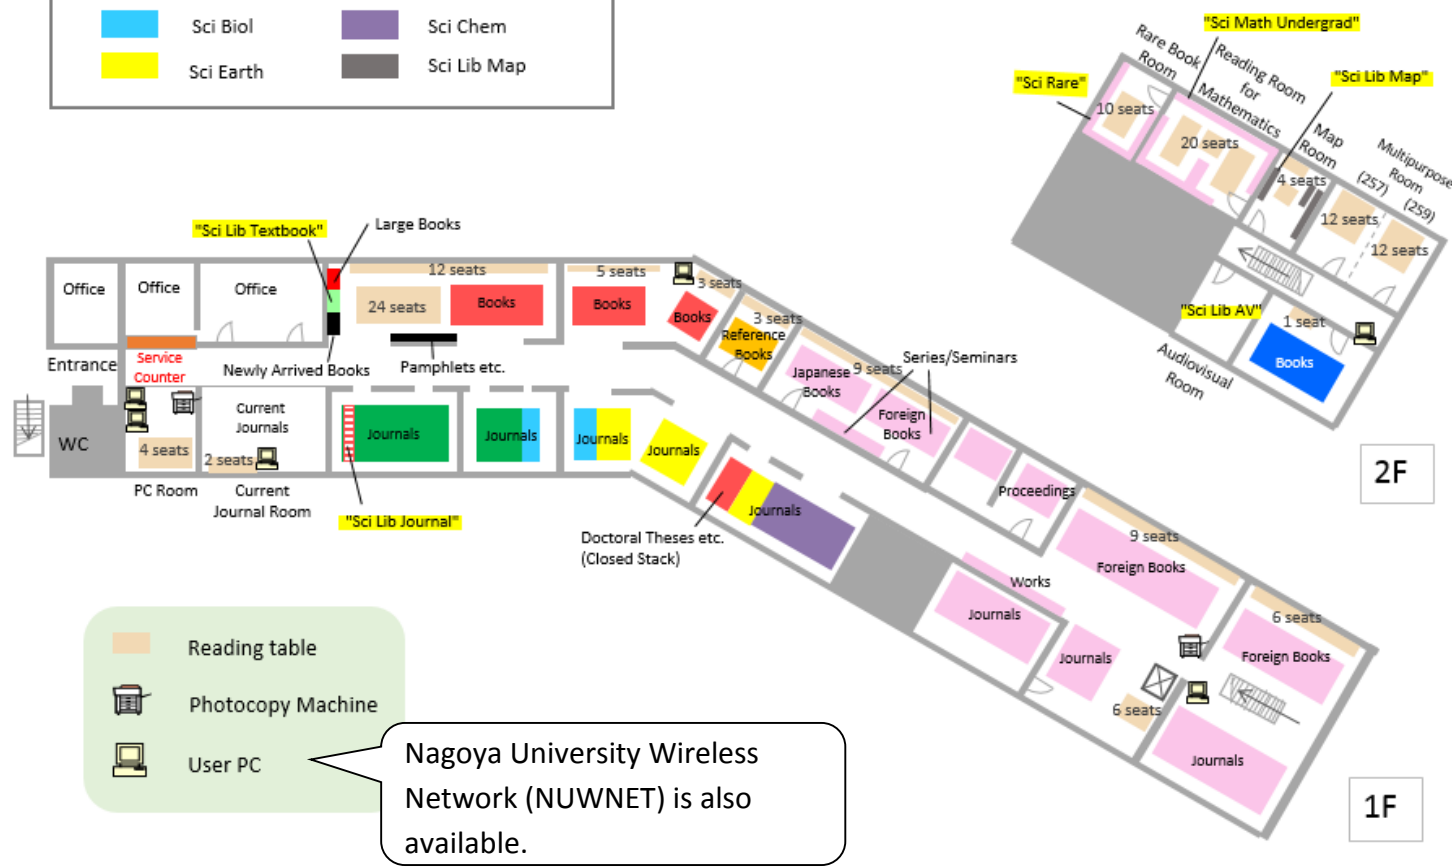 Sci Biol
Sci Chem
Sci Earth
Sci Lib Map
"Sci Math Undergrad"
Rare Book
Room
Reading Room
for
Mathematics
"Sci Lib Map"
"Sci Rare"
Map
Room
Multipurpose
Room
(257)
(259)
10 seats
20 seats
4 seats
12 seats
12 seats
"Sci Lib AV"
1 seat
Books
Audiovisual
Room
2F
"Sci Lib Textbook"
Large Books
Office
Office
Office
12 seats
24 seats
Books
5 seats
Books
3 seats
Books
3 seats
Reference
Books
Entrance
Service
Counter
Newly Arrived Books
Pamphlets etc.
Japanese
Books
9 seats
Series/Seminars
Foreign
Books
WC
4 seats
PC Room
Current
Journals
2 seats
Current
Journal Room
Journals
"Sci Lib Journal"
Journals
Journals
Journals
Journals
Doctoral Theses etc.
(Closed Stack)
Proceedings
9 seats
Foreign Books
Works
Journals
Journals
6 seats
Foreign Books
6 seats
Journals
1F
Reading table
Photocopy Machine
User PC
Nagoya University Wireless
Network (NUWNET) is also
available.